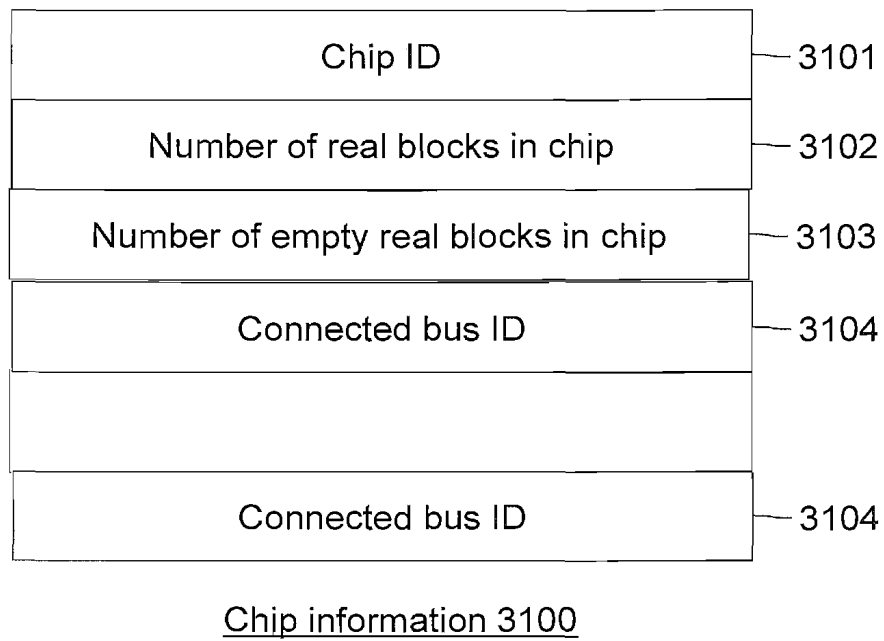 Chip ID 3101
Number of real blocks in chip 3102
Number of empty real blocks in chip 3103
Connected bus ID 3104
Connected bus ID 3104
Chip information 3100